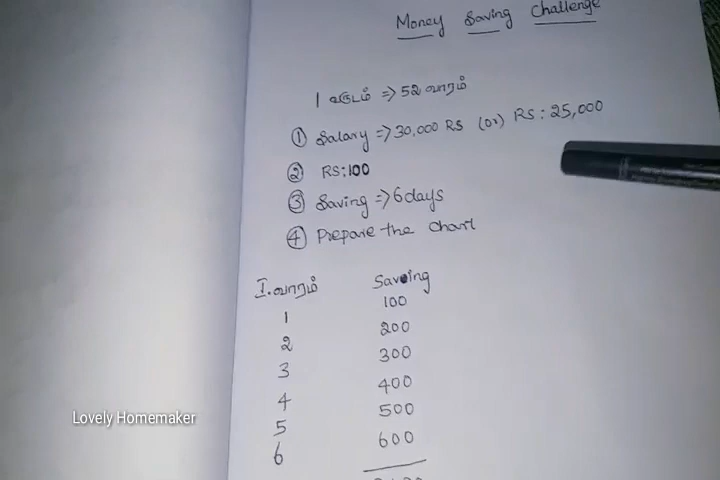 Money Saving Challenge
1 வருடம் => 52 வாரம்
① Salary => 30,000 RS (or) RS : 25,000
② RS:100
③ Saving => 6 days
④ Prepare the chart
I. வாரம் Saving
1 100
2 200
3 300
4 400
5 500
6 600
Lovely Homemaker